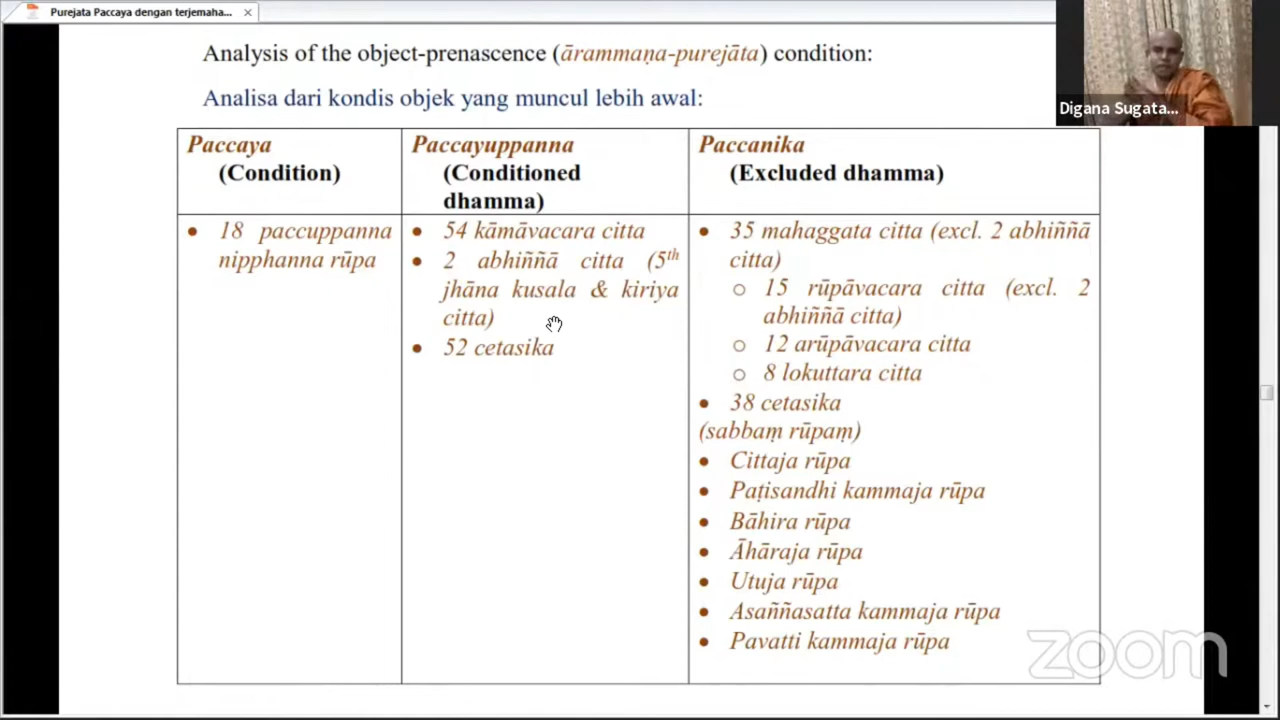 Purejata Paccaya dengan terjemaha...
Analysis of the object-prenascence (ārammaṇa-purejāta) condition:
Analisa dari kondis objek yang muncul lebih awal:
Digana Sugata...
Paccaya
(Condition)
Paccayuppanna
(Conditioned
dhamma)
Paccanika
(Excluded dhamma)
• 18 paccuppanna
nipphanna rūpa
• 54 kāmāvacara citta
• 2 abhiññā citta (5th
jhāna kusala & kiriya
citta)
• 52 cetasika
• 35 mahaggata citta (excl. 2 abhiññā
citta)
o 15 rūpāvacara citta (excl. 2
abhiññā citta)
o 12 arūpāvacara citta
o 8 lokuttara citta
• 38 cetasika
(sabbaṃ rūpaṃ)
• Cittaja rūpa
• Paṭisandhi kammaja rūpa
• Bāhira rūpa
• Āhāraja rūpa
• Utuja rūpa
• Asaññasatta kammaja rūpa
• Pavatti kammaja rūpa
zoom